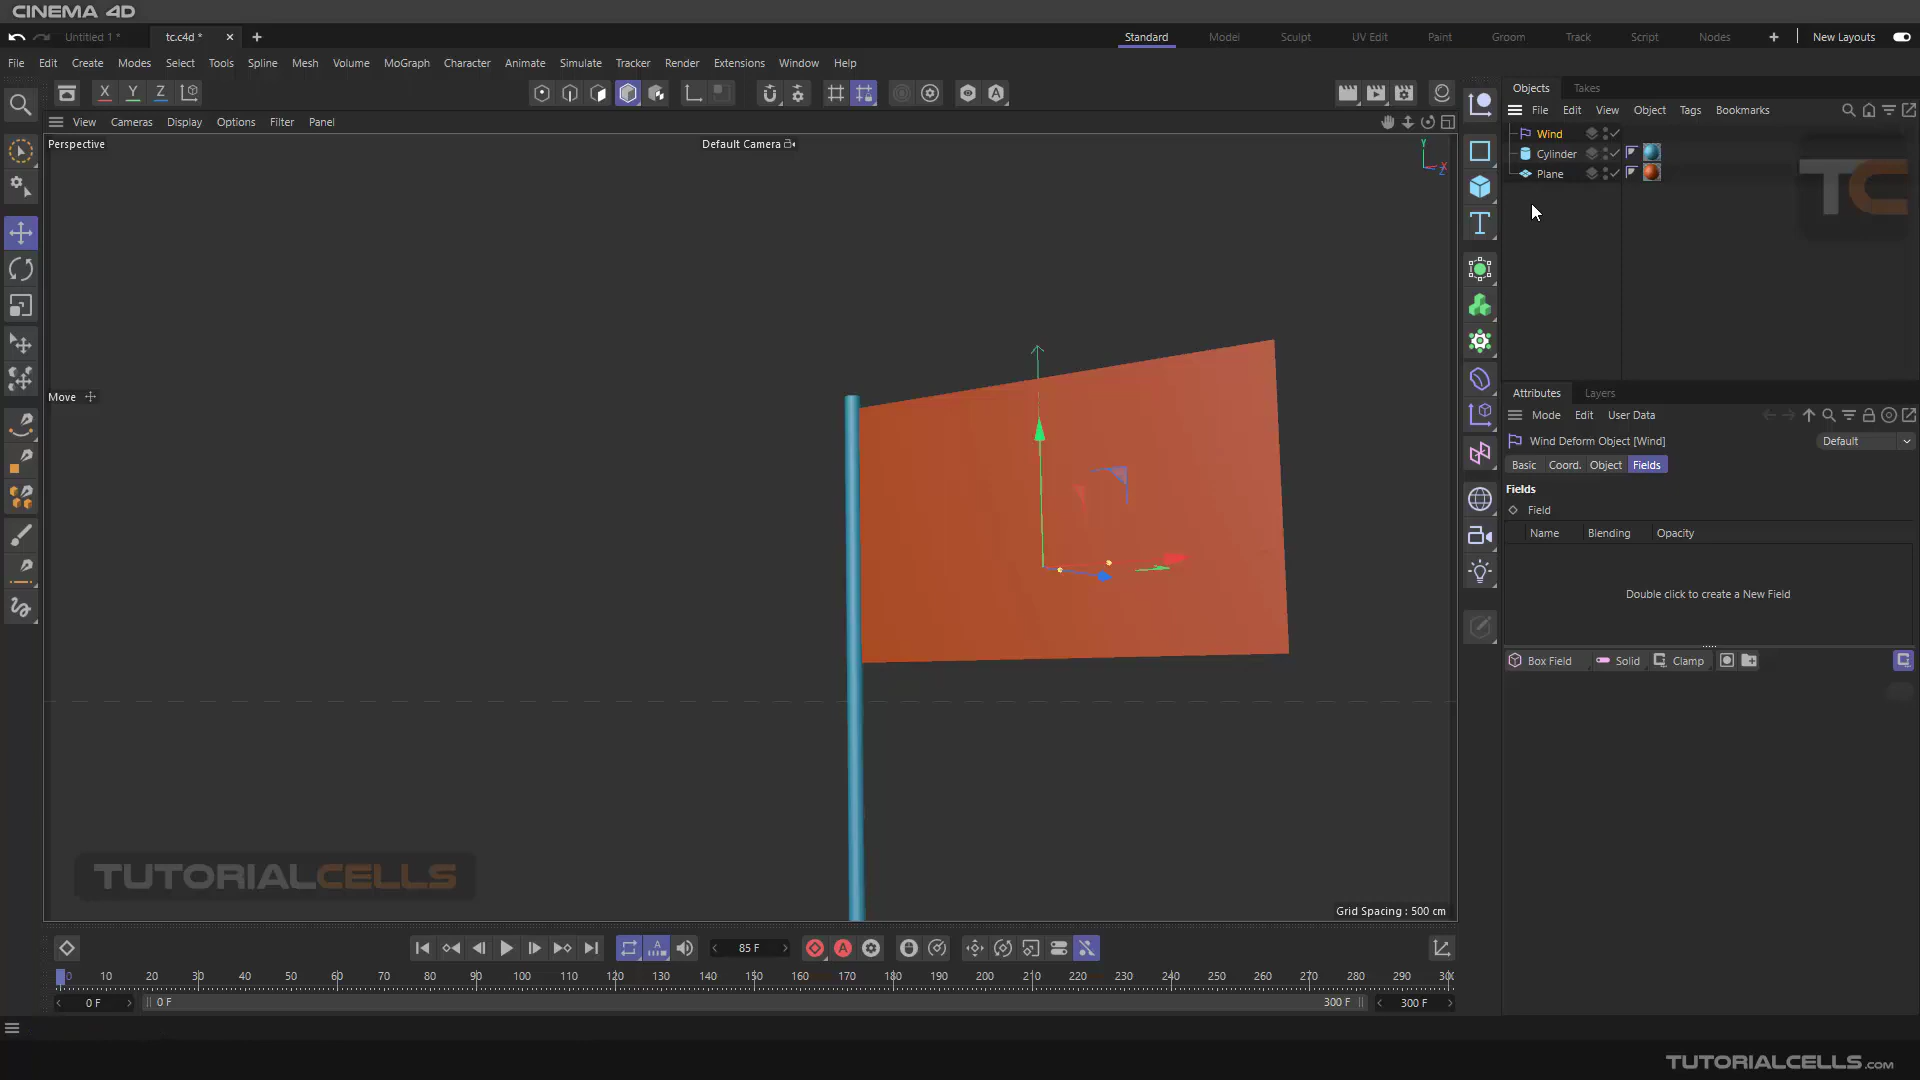 CINEMA 4D
Untitled 1 *
tc.c4d *
Standard
Model
Sculpt
UV Edit
Paint
Groom
Track
Script
Nodes
New Layouts
File Edit Create Modes Select Tools Spline Mesh Volume MoGraph Character Animate Simulate Tracker Render Extensions Window Help
X Y Z
Objects Takes
File Edit View Object Tags Bookmarks
View Cameras Display Options Filter Panel
Perspective
Default Camera
Y
X
Z
Wind
Cylinder
Plane
TC
Move
Attributes Layers
Mode Edit User Data
Wind Deform Object [Wind]
Default
Basic Coord. Object Fields
Fields
Field
Name Blending Opacity
Double click to create a New Field
Box Field Solid Clamp
TUTORIALCELLS
Grid Spacing : 500 cm
85 F
0 10 20 30 40 50 60 70 80 90 100 110 120 130 140 150 160 170 180 190 200 210 220 230 240 250 260 270 280 290 30
0 F
0 F
300 F
300 F
TUTORIALCELLS.COM